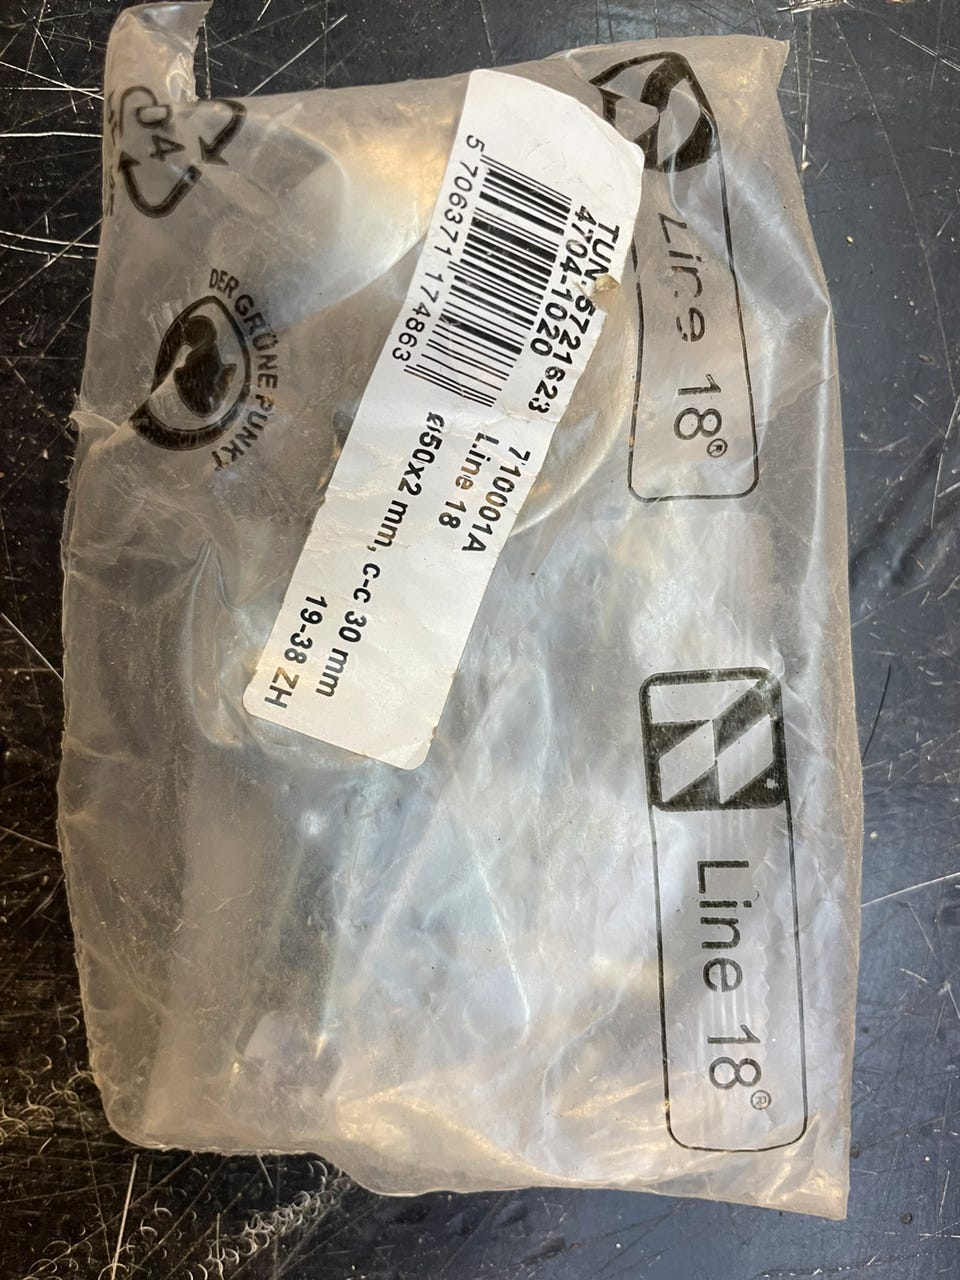 TUN: 5721623
4704-1020
5 706371 174863
710001A
Line 18
ø50x2 mm, c-c 30 mm
19-38 ZH
Line 18®
Line 18®
DER GRÜNE PUNKT
04